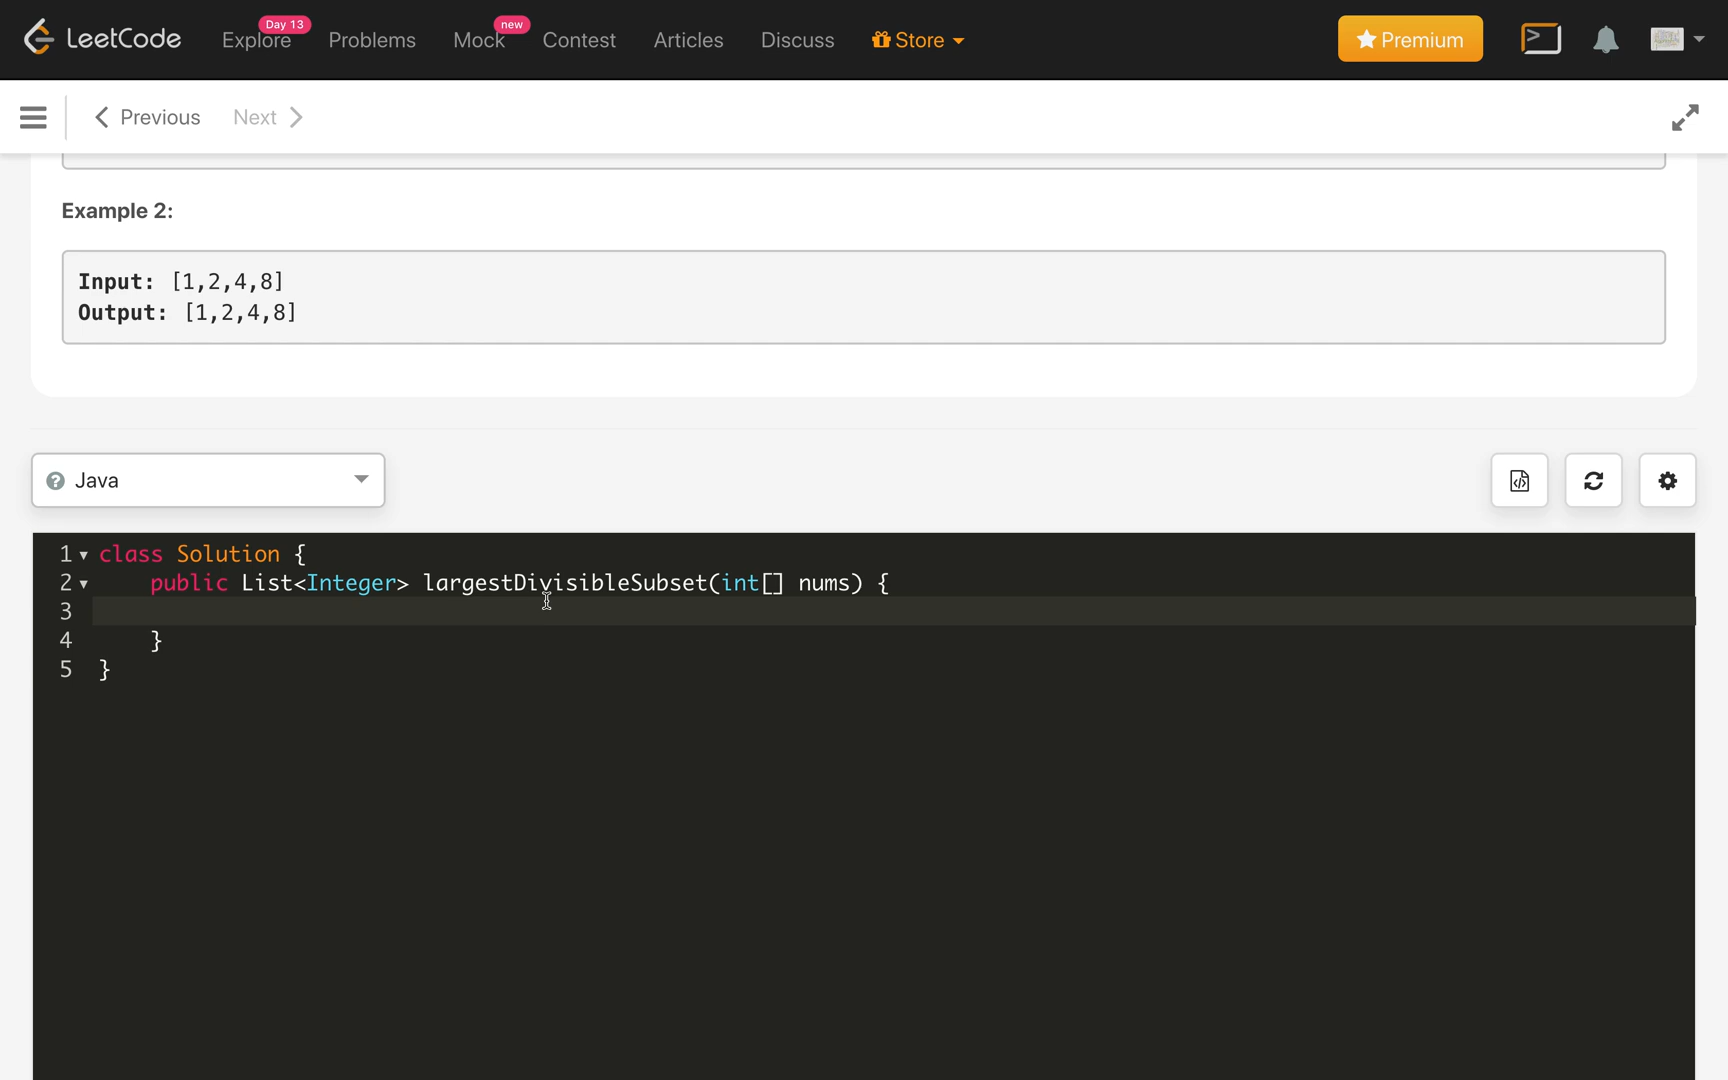 LeetCode Explore Day 13 Problems Mock new Contest Articles Discuss Store Premium
Previous Next
Example 2:
Input: [1,2,4,8]
Output: [1,2,4,8]
Java
1 class Solution {
2 public List<Integer> largestDivisibleSubset(int[] nums) {
3
4 }
5 }